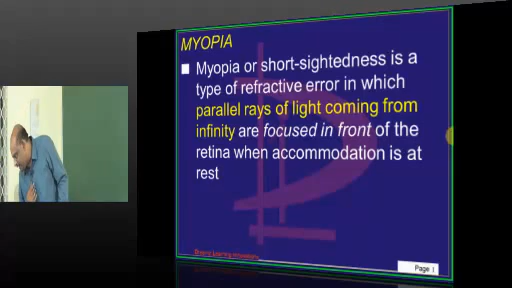 MYOPIA
Myopia or short-sightedness is a
type of refractive error in which
parallel rays of light coming from
infinity are focused in front of the
retina when accommodation is at
rest
Page 1